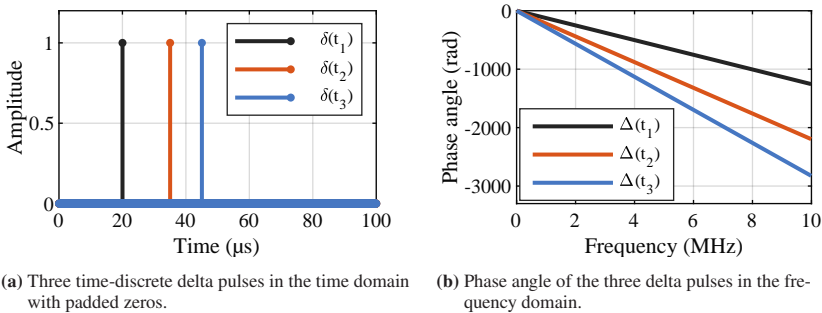 Amplitude
1
0.5
0
0 20 40 60 80 100
Time (μs)
δ(t1)
δ(t2)
δ(t3)
Phase angle (rad)
0
-1000
-2000
-3000
0 2 4 6 8 10
Frequency (MHz)
Δ(t1)
Δ(t2)
Δ(t3)
(a) Three time-discrete delta pulses in the time domain
with padded zeros.
(b) Phase angle of the three delta pulses in the fre-
quency domain.